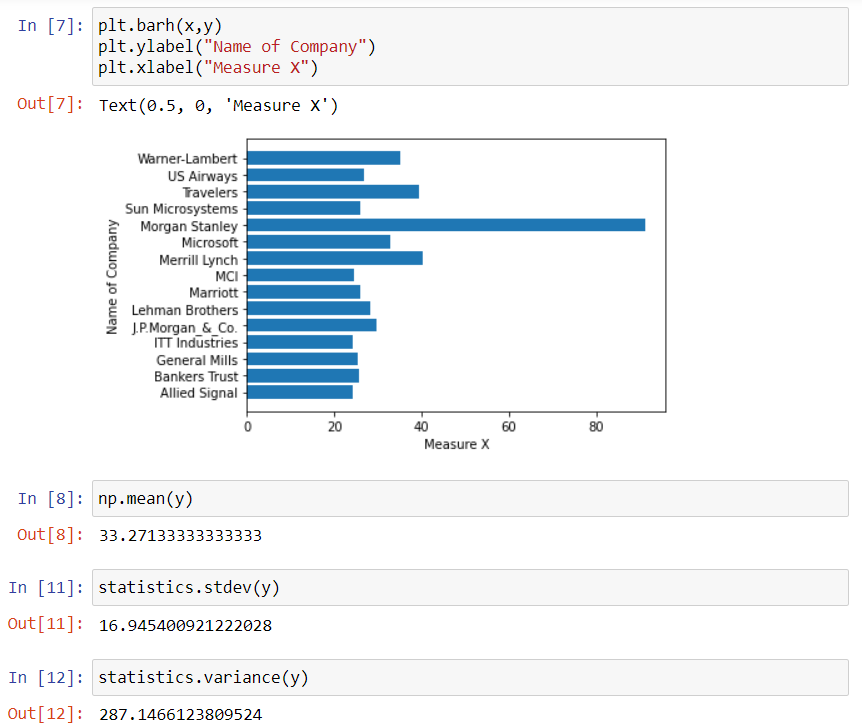 In [7]: plt.barh(x,y)
plt.ylabel("Name of Company")
plt.xlabel("Measure X")
Out[7]: Text(0.5, 0, 'Measure X')
Name of Company
Warner-Lambert
US Airways
Travelers
Sun Microsystems
Morgan Stanley
Microsoft
Merrill Lynch
MCI
Marriott
Lehman Brothers
J.P.Morgan_&_Co.
ITT Industries
General Mills
Bankers Trust
Allied Signal
0 20 40 60 80
Measure X
In [8]: np.mean(y)
Out[8]: 33.27133333333333
In [11]: statistics.stdev(y)
Out[11]: 16.945400921222028
In [12]: statistics.variance(y)
Out[12]: 287.1466123809524